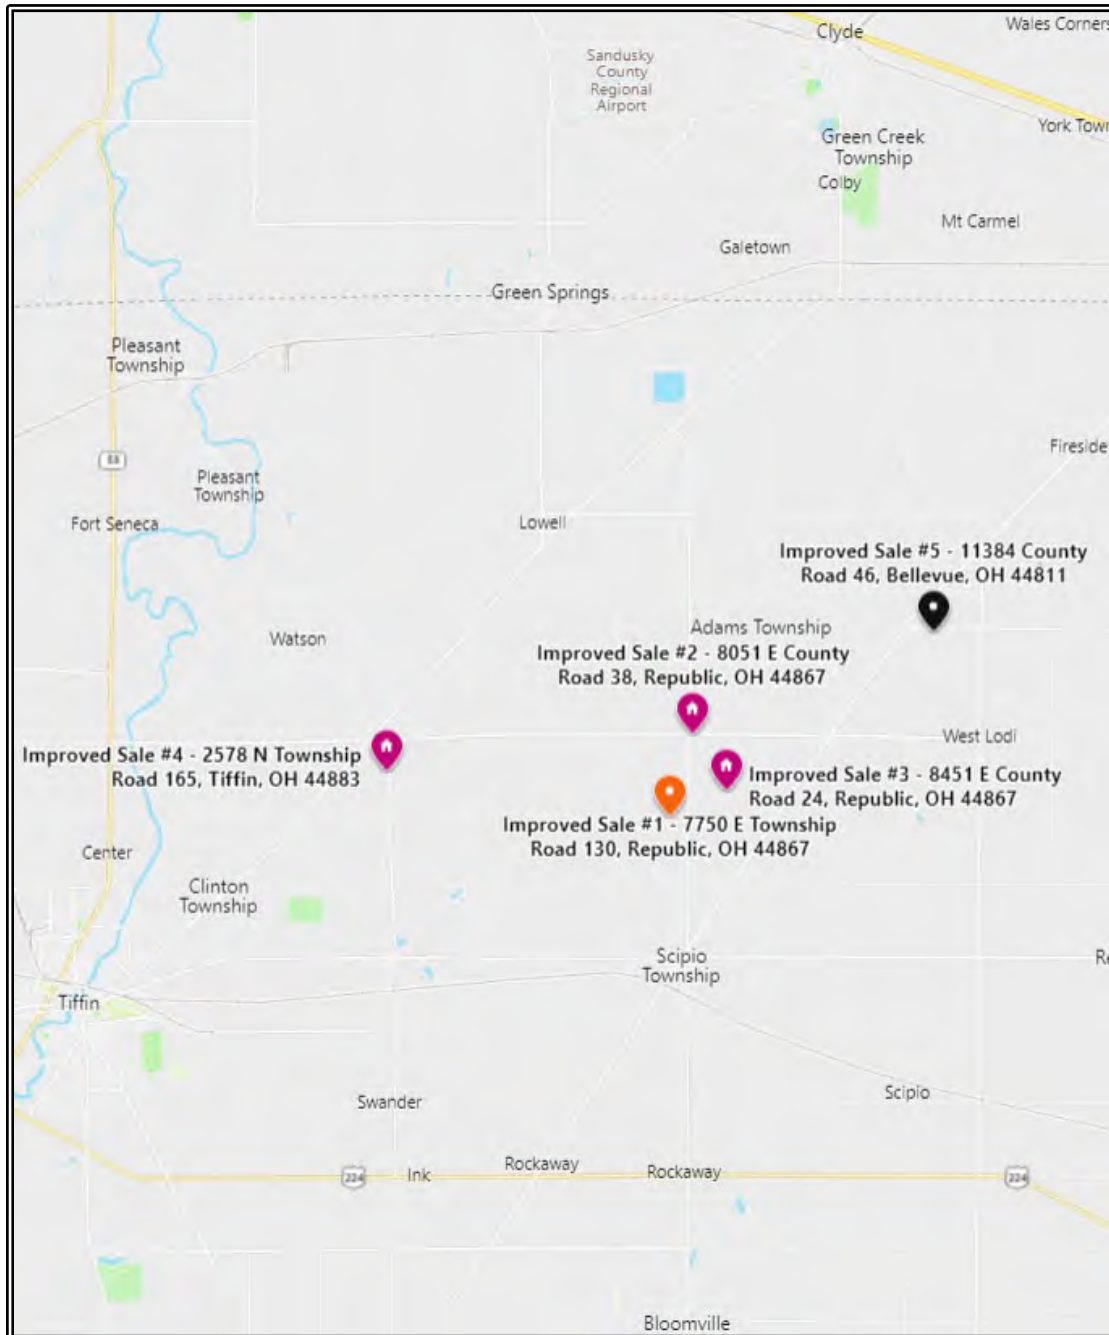 Clyde
Wales Corners
Sandusky
County
Regional
Airport
York Town
Green Creek
Township
Colby
Mt Carmel
Galetown
Green Springs
Pleasant
Township
Fireside
53
Pleasant
Township
Fort Seneca
Lowell
Improved Sale #5 - 11384 County
Road 46, Bellevue, OH 44811
Adams Township
Watson
Improved Sale #2 - 8051 E County
Road 38, Republic, OH 44867
West Lodi
Improved Sale #4 - 2578 N Township
Road 165, Tiffin, OH 44883
Improved Sale #3 - 8451 E County
Road 24, Republic, OH 44867
Improved Sale #1 - 7750 E Township
Road 130, Republic, OH 44867
Center
Clinton
Township
Scipio
Township
Re
Tiffin
Scipio
Swander
224
Ink
Rockaway
Rockaway
224
Bloomville